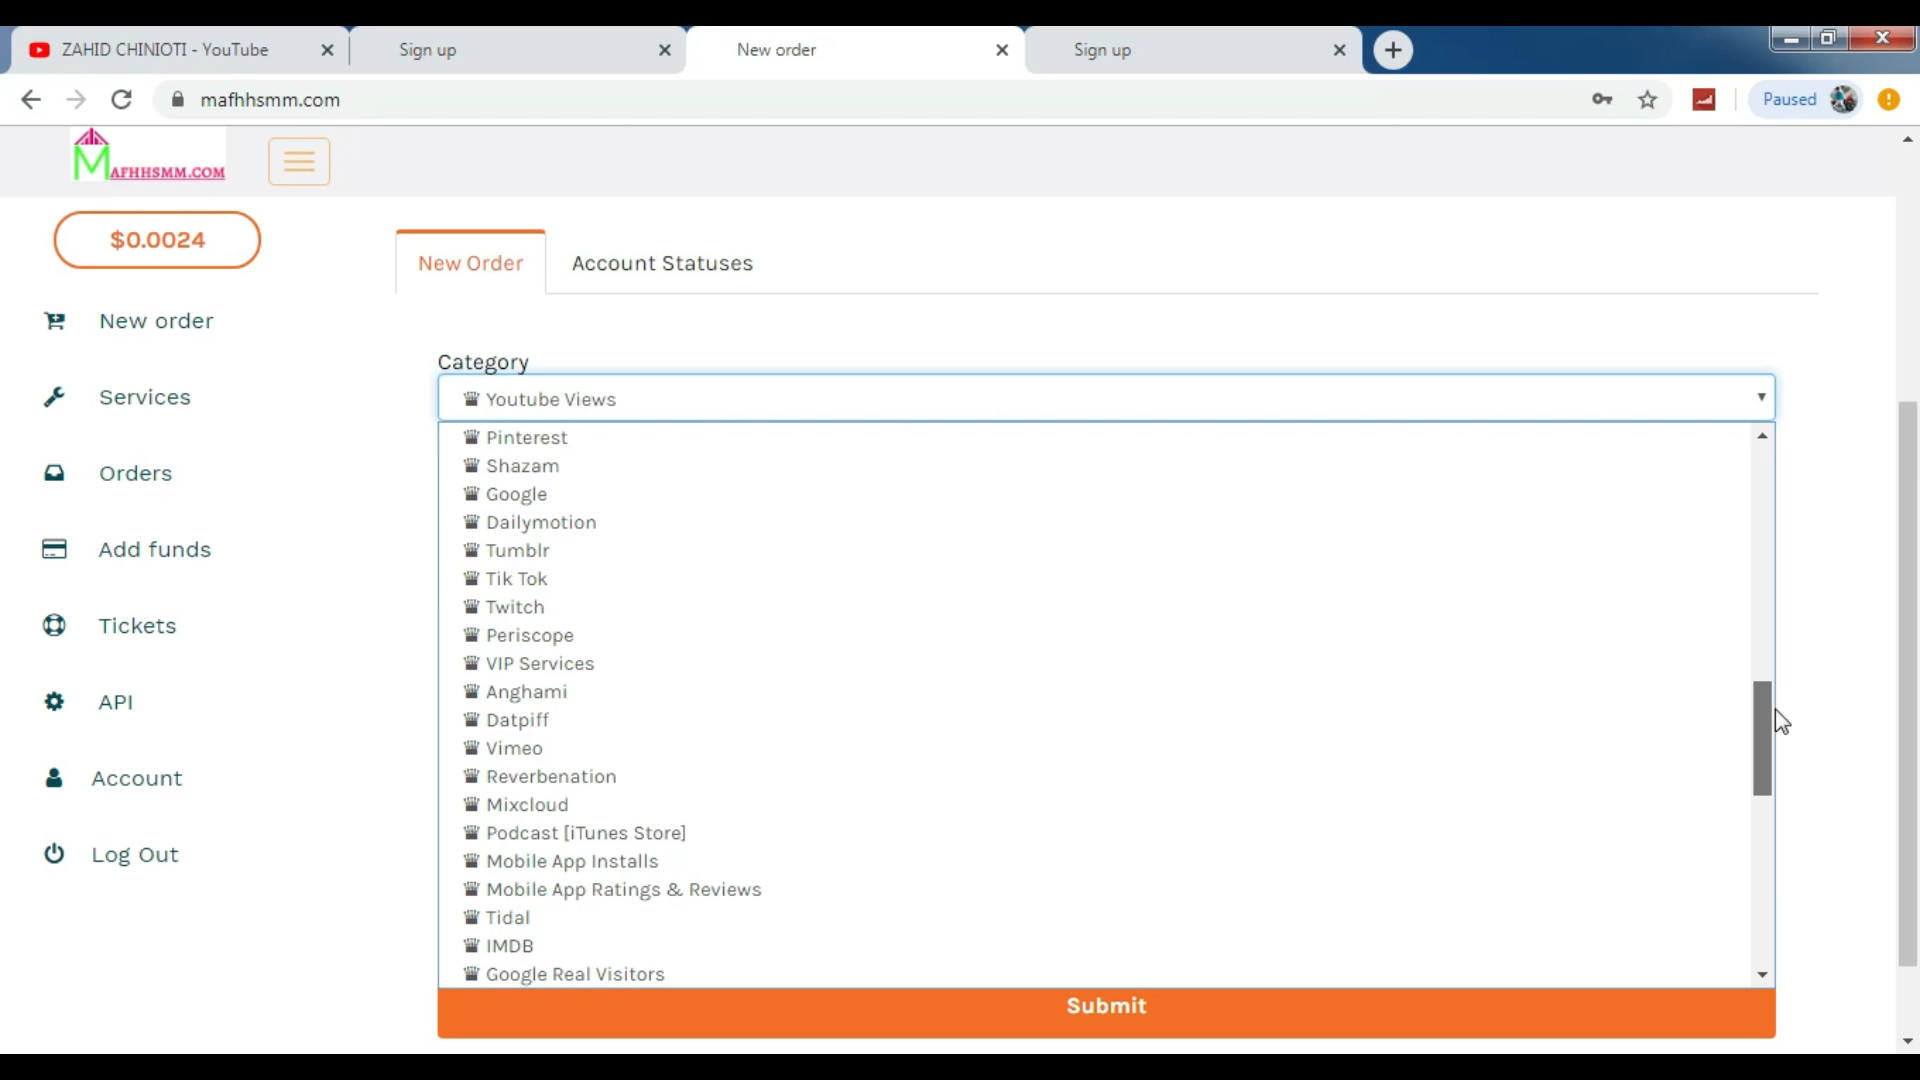 ZAHID CHINIOTI - YouTube
Sign up
New order
Sign up
mafhhsmm.com
Paused
MAFHHSMM.COM
$0.0024
New order
Services
Orders
Add funds
Tickets
API
Account
Log Out
New Order
Account Statuses
Category
Youtube Views
Pinterest
Shazam
Google
Dailymotion
Tumblr
Tik Tok
Twitch
Periscope
VIP Services
Anghami
Datpiff
Vimeo
Reverbenation
Mixcloud
Podcast [iTunes Store]
Mobile App Installs
Mobile App Ratings & Reviews
Tidal
IMDB
Google Real Visitors
Submit